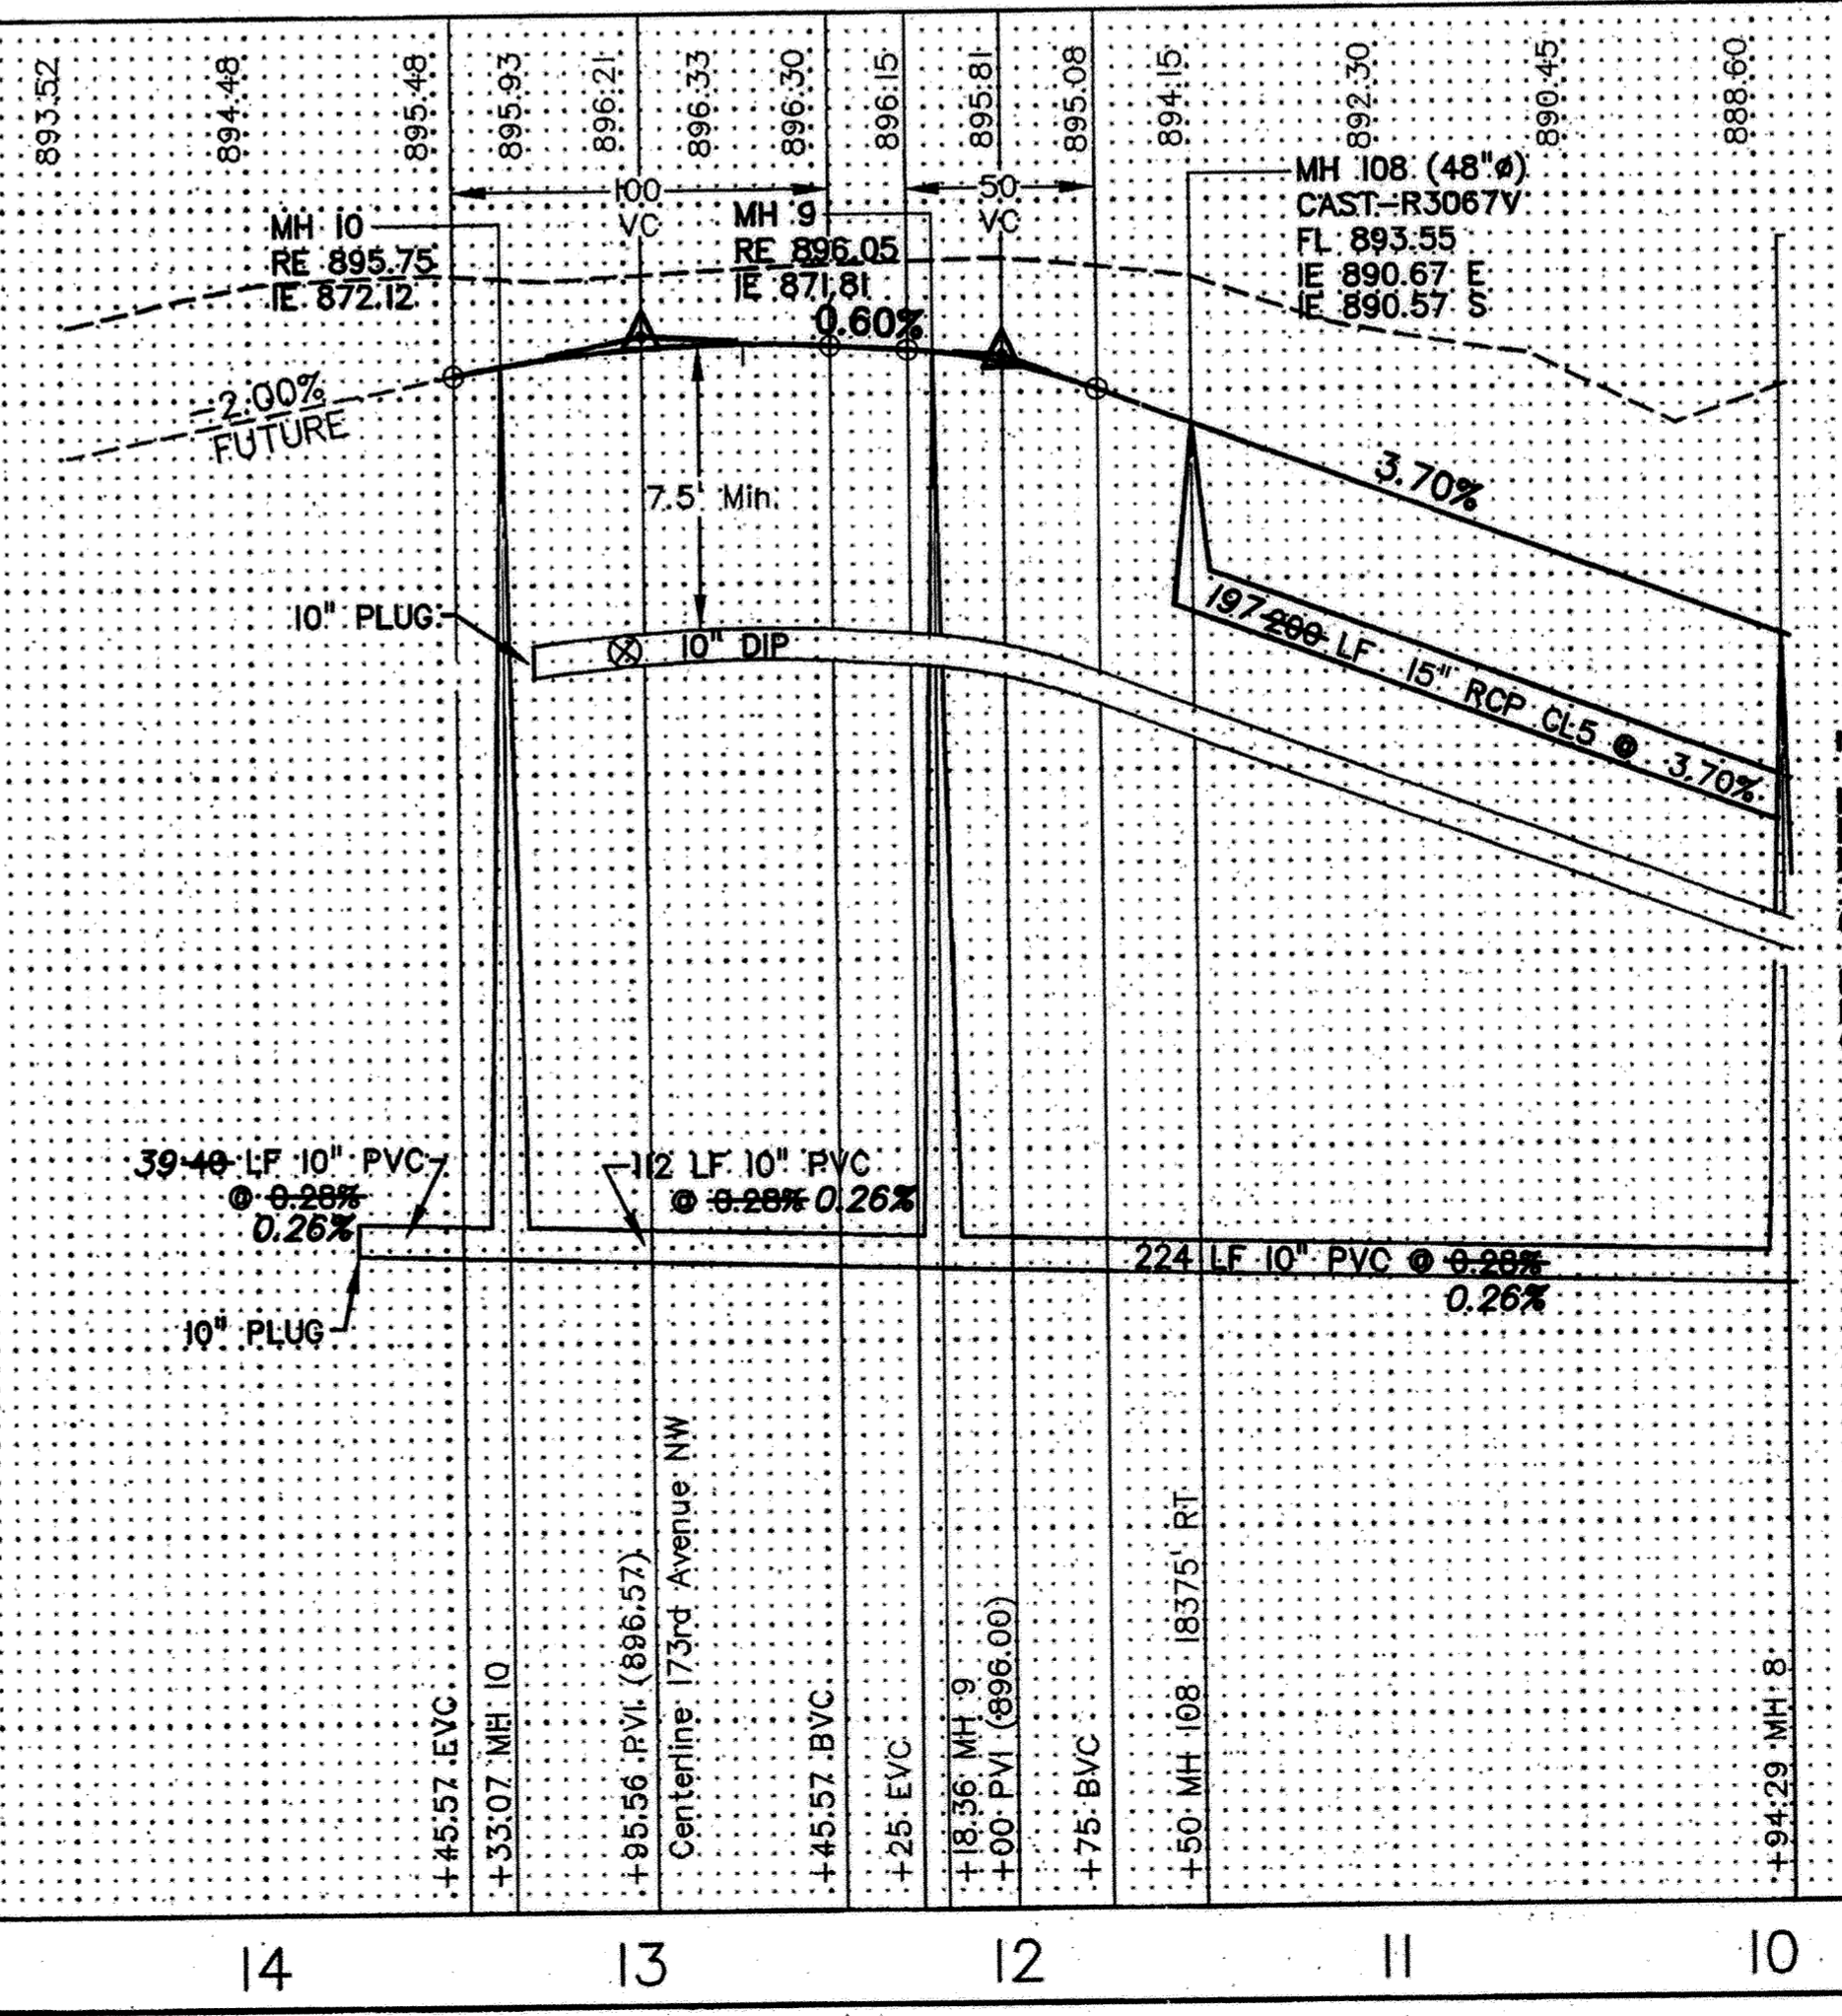 893.52
894.48
895.48
895.93
896.21
896.33
896.30
896.15
895.81
895.08
894.15
892.30
890.45
888.60
100
VC
50
VC
MH 10
RE 895.75
IE 872.12
MH 9
RE 896.05
IE 871.81
0.60%
MH 108 (48"Ø)
CAST-R3067V
FL 893.55
IE 890.67 E
IE 890.57 S
-2.00%
FUTURE
7.5' Min.
3.70%
10" PLUG
10" DIP
197 200 LF 15" RCP CL5 @ 3.70%
39 40 LF 10" PVC
@ 0.28%
0.26%
112 LF 10" PVC
@ 0.28% 0.26%
224 LF 10" PVC @ 0.28%
0.26%
10" PLUG
+45.57 EVC
+33.07 MH 10
+95.56 PVI (896.57)
Centerline 173rd Avenue NW
+45.57 BVC
+25 EVC
+18.36 MH 9
+00 PVI (896.00)
+75 BVC
+50 MH 108 18375' RT
+94.29 MH 8
14
13
12
11
10